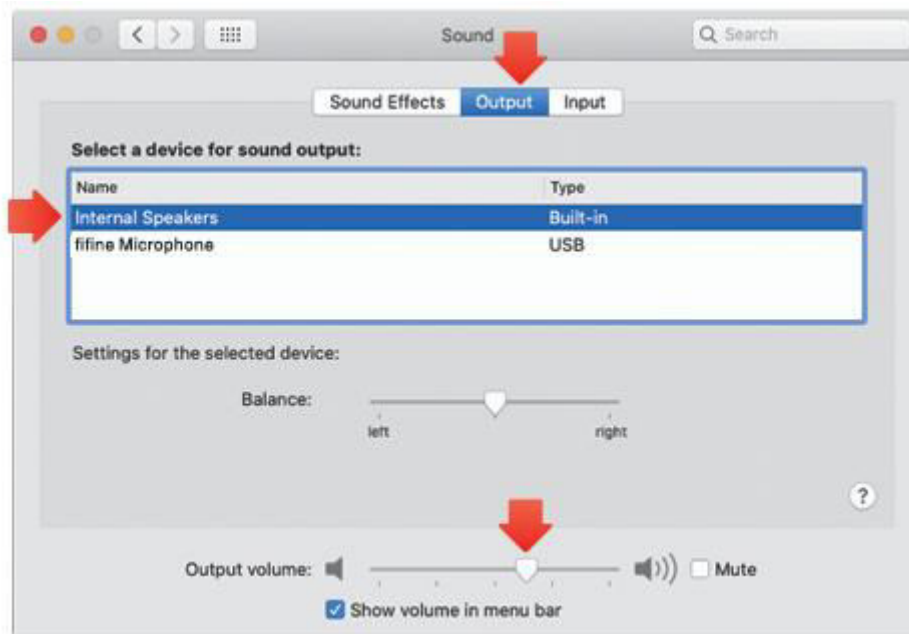 Sound
Search
Sound Effects Output Input
Select a device for sound output:
Name Type
Internal Speakers Built-in
fifine Microphone USB
Settings for the selected device:
Balance:
left right
?
Output volume: Mute
Show volume in menu bar